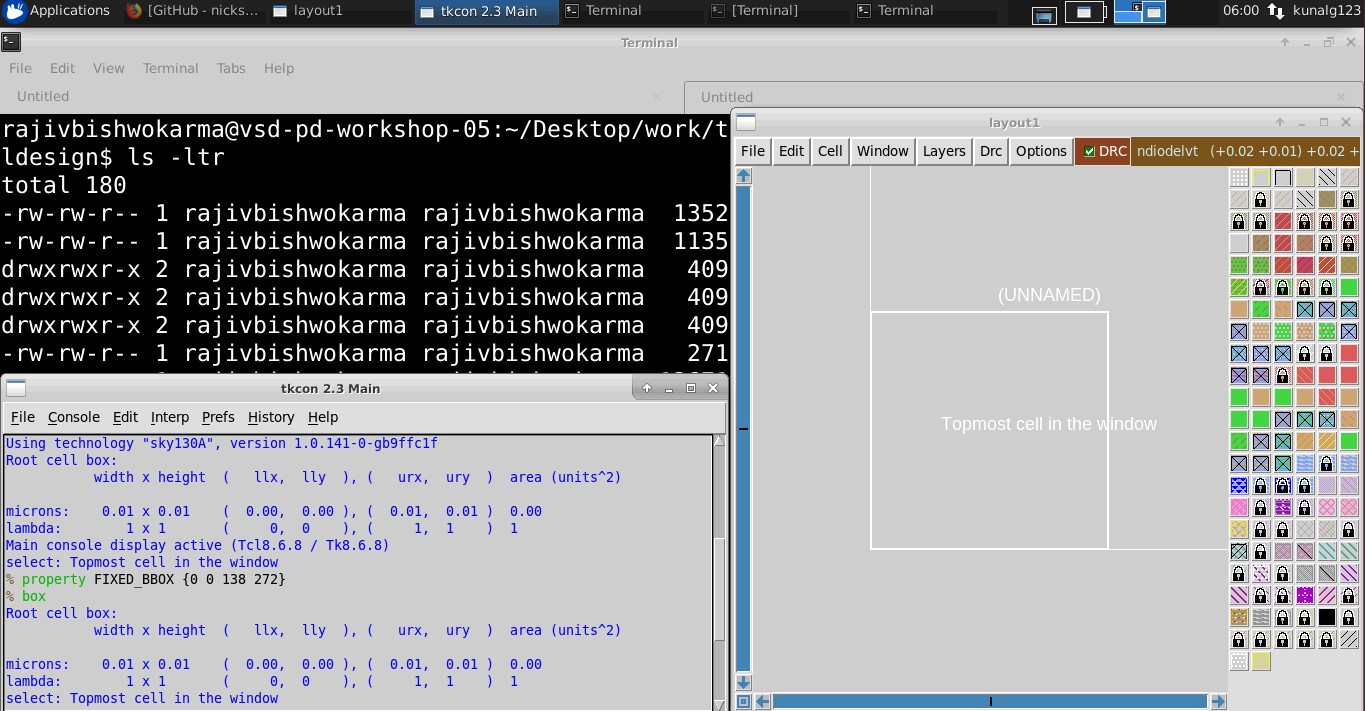 Applications [GitHub - nicks... layout1 tkcon 2.3 Main Terminal [Terminal] Terminal 06:00 kunalg123
Terminal
File Edit View Terminal Tabs Help
Untitled Untitled
rajivbishwokarma@vsd-pd-workshop-05:~/Desktop/work/t
ldesign$ ls -ltr
total 180
-rw-rw-r-- 1 rajivbishwokarma rajivbishwokarma 1352
-rw-rw-r-- 1 rajivbishwokarma rajivbishwokarma 1135
drwxrwxr-x 2 rajivbishwokarma rajivbishwokarma 409
drwxrwxr-x 2 rajivbishwokarma rajivbishwokarma 409
drwxrwxr-x 2 rajivbishwokarma rajivbishwokarma 409
-rw-rw-r-- 1 rajivbishwokarma rajivbishwokarma 271
tkcon 2.3 Main
File Console Edit Interp Prefs History Help
Using technology "sky130A", version 1.0.141-0-gb9ffc1f
Root cell box:
width x height ( llx, lly ), ( urx, ury ) area (units^2)
microns: 0.01 x 0.01 ( 0.00, 0.00 ), ( 0.01, 0.01 ) 0.00
lambda: 1 x 1 ( 0, 0 ), ( 1, 1 ) 1
Main console display active (Tcl8.6.8 / Tk8.6.8)
select: Topmost cell in the window
% property FIXED_BBOX {0 0 138 272}
% box
Root cell box:
width x height ( llx, lly ), ( urx, ury ) area (units^2)
microns: 0.01 x 0.01 ( 0.00, 0.00 ), ( 0.01, 0.01 ) 0.00
lambda: 1 x 1 ( 0, 0 ), ( 1, 1 ) 1
select: Topmost cell in the window
layout1
File Edit Cell Window Layers Drc Options DRC ndiodelvt (+0.02 +0.01) +0.02 +
(UNNAMED)
Topmost cell in the window